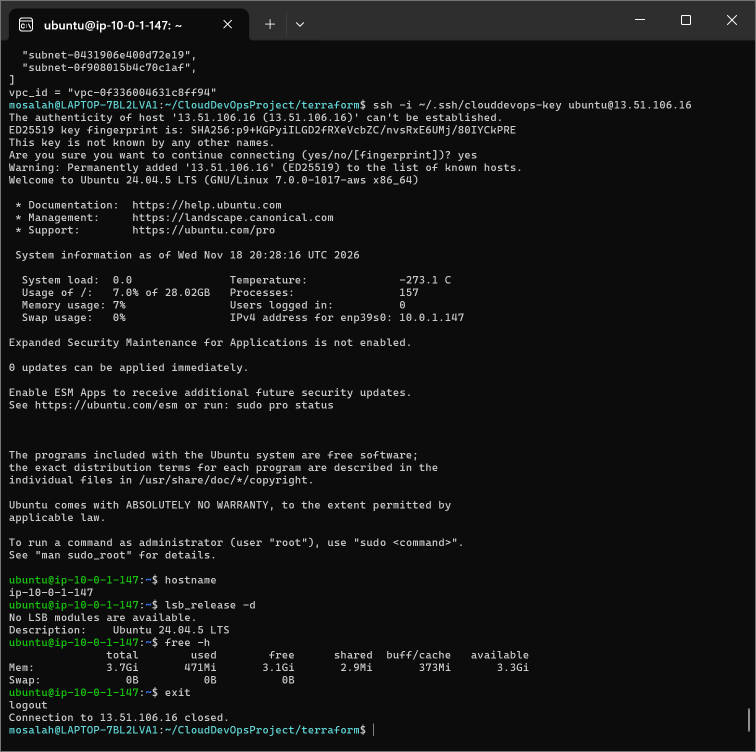 ubuntu@ip-10-0-1-147: ~
  "subnet-0431906e400d72e19",
  "subnet-0f908015b4c70c1af",
]
vpc_id = "vpc-0f336004631c8ff94"
mosalah@LAPTOP-7BL2LVA1:~/CloudDevOpsProject/terraform$ ssh -i ~/.ssh/clouddevops-key ubuntu@13.51.106.16
The authenticity of host '13.51.106.16 (13.51.106.16)' can't be established.
ED25519 key fingerprint is: SHA256:p9+KGPyiILGD2fRXeVcbZC/nvsRxE6UMj/80IYCkPRE
This key is not known by any other names.
Are you sure you want to continue connecting (yes/no/[fingerprint])? yes
Warning: Permanently added '13.51.106.16' (ED25519) to the list of known hosts.
Welcome to Ubuntu 24.04.5 LTS (GNU/Linux 7.0.0-1017-aws x86_64)

 * Documentation:  https://help.ubuntu.com
 * Management:     https://landscape.canonical.com
 * Support:        https://ubuntu.com/pro

 System information as of Wed Nov 18 20:28:16 UTC 2026

  System load:  0.0               Temperature:              -273.1 C
  Usage of /:   7.0% of 28.02GB   Processes:                157
  Memory usage: 7%                Users logged in:          0
  Swap usage:   0%                IPv4 address for enp39s0: 10.0.1.147

Expanded Security Maintenance for Applications is not enabled.

0 updates can be applied immediately.

Enable ESM Apps to receive additional future security updates.
See https://ubuntu.com/esm or run: sudo pro status

The programs included with the Ubuntu system are free software;
the exact distribution terms for each program are described in the
individual files in /usr/share/doc/*/copyright.

Ubuntu comes with ABSOLUTELY NO WARRANTY, to the extent permitted by
applicable law.

To run a command as administrator (user "root"), use "sudo <command>".
See "man sudo_root" for details.

ubuntu@ip-10-0-1-147:~$ hostname
ip-10-0-1-147
ubuntu@ip-10-0-1-147:~$ lsb_release -d
No LSB modules are available.
Description:    Ubuntu 24.04.5 LTS
ubuntu@ip-10-0-1-147:~$ free -h
               total        used        free      shared  buff/cache   available
Mem:           3.7Gi       471Mi       3.1Gi       2.9Mi       373Mi       3.3Gi
Swap:             0B          0B          0B
ubuntu@ip-10-0-1-147:~$ exit
logout
Connection to 13.51.106.16 closed.
mosalah@LAPTOP-7BL2LVA1:~/CloudDevOpsProject/terraform$